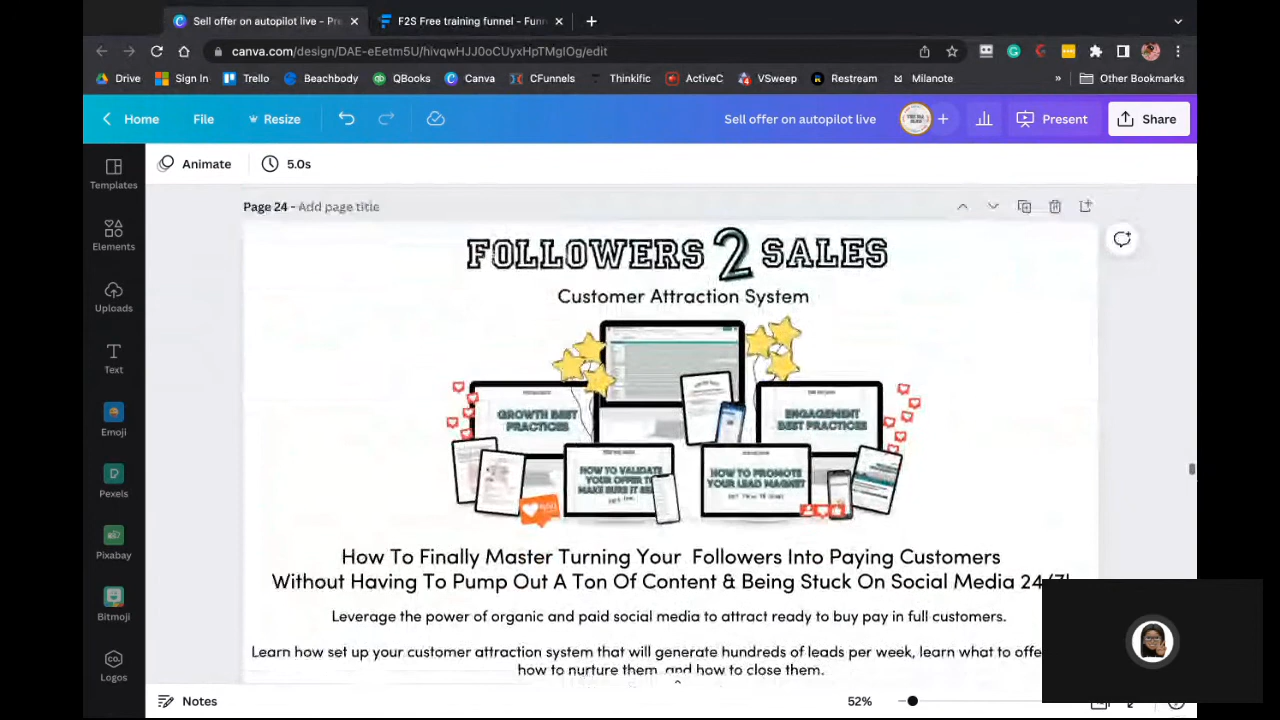 Sell offer on autopilot live - Pre
F2S Free training funnel - Funn
canva.com/design/DAE-eEetm5U/hivqwHJJ0oCUyxHpTMgIOg/edit
Drive
Sign In
Trello
Beachbody
QBooks
Canva
CFunnels
Thinkific
ActiveC
VSweep
Restream
Milanote
»
Other Bookmarks
Home
File
Resize
Sell offer on autopilot live
Present
Share
Animate
5.0s
Templates
Elements
Uploads
Text
Emoji
Pexels
Pixabay
Bitmoji
Logos
Page 24 - Add page title
FOLLOWERS 2 SALES
Customer Attraction System
GROWTH BEST
PRACTICES
ENGAGEMENT
BEST PRACTICES
HOW TO VALIDATE
YOUR OFFER TO
MAKE SURE IT
HOW TO PROMOTE
YOUR LEAD MAGNET
How To Finally Master Turning Your Followers Into Paying Customers
Without Having To Pump Out A Ton Of Content & Being Stuck On Social Media 24/7!
Leverage the power of organic and paid social media to attract ready to buy pay in full customers.
Learn how set up your customer attraction system that will generate hundreds of leads per week, learn what to offe
how to nurture them, and how to close them.
Notes
52%